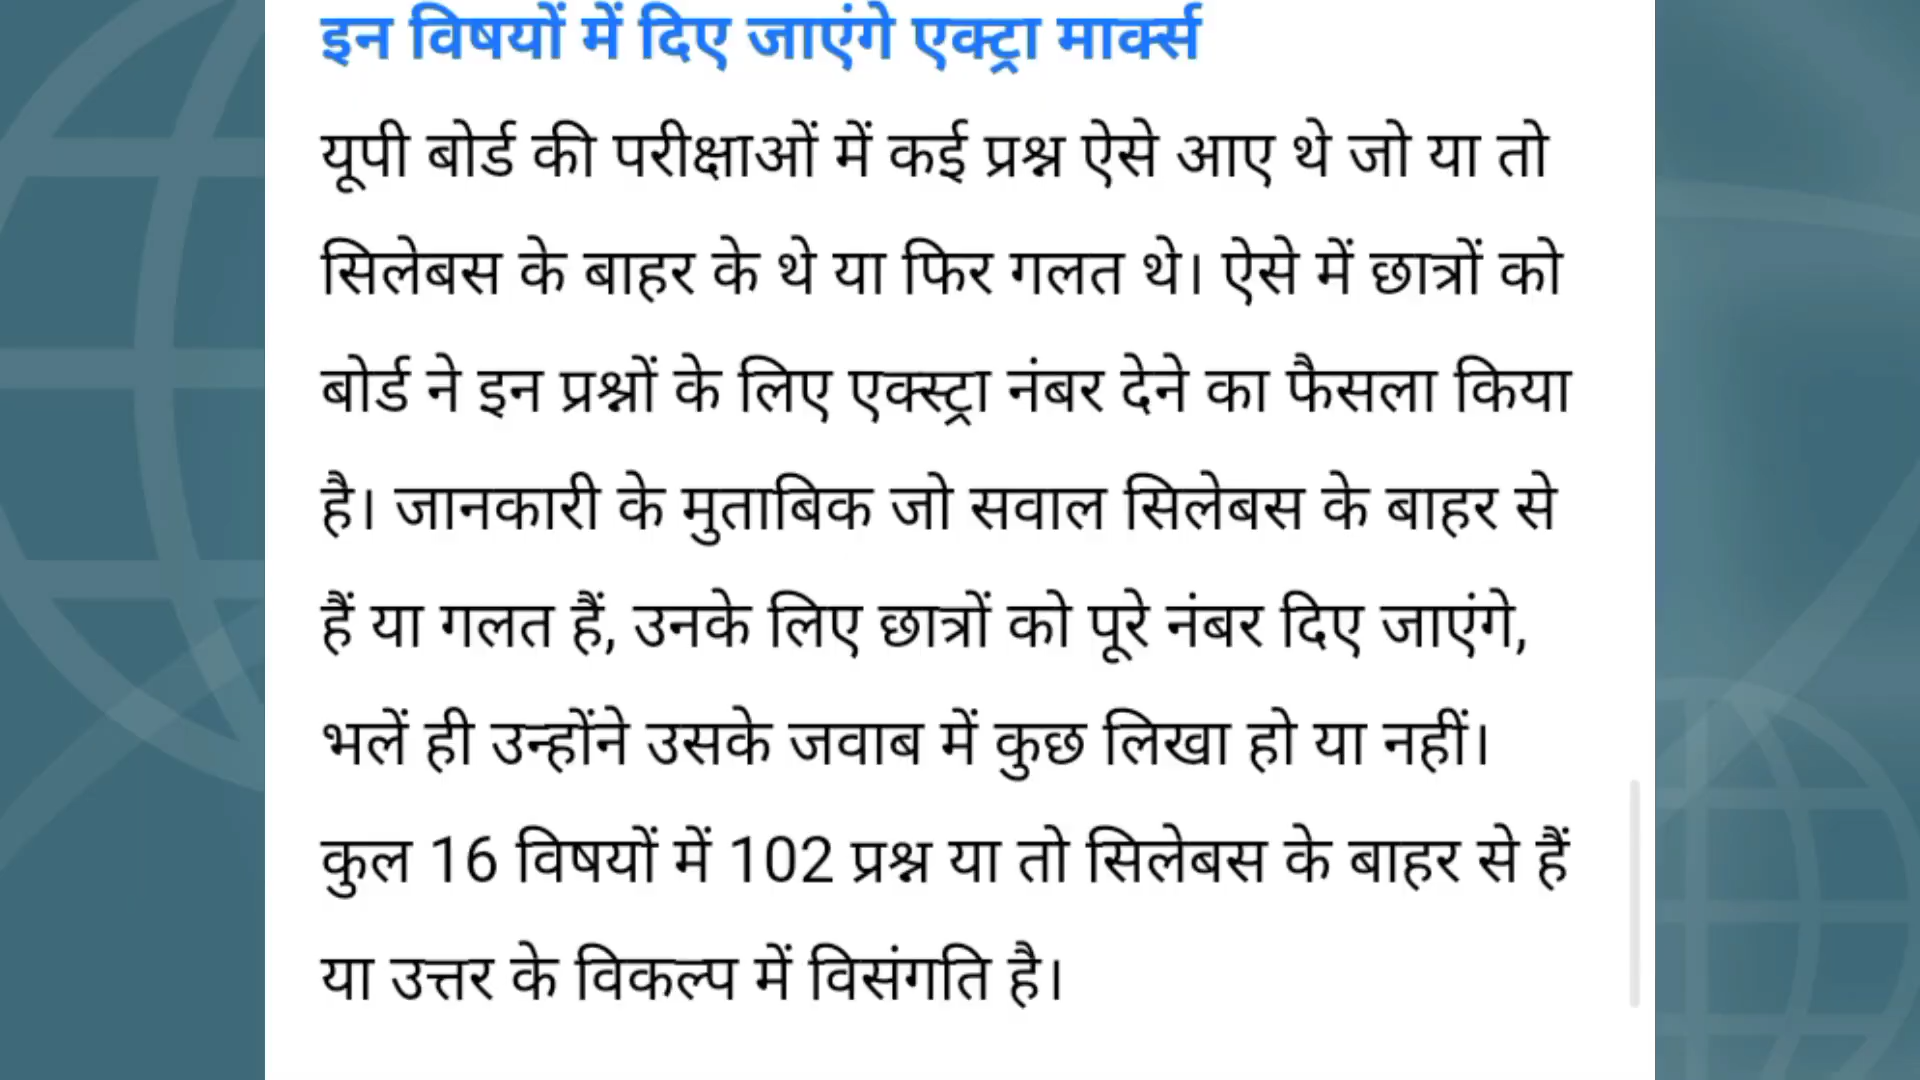 इन विषयों में दिए जाएंगे एक्ट्रा मार्क्स
यूपी बोर्ड की परीक्षाओं में कई प्रश्न ऐसे आए थे जो या तो
सिलेबस के बाहर के थे या फिर गलत थे। ऐसे में छात्रों को
बोर्ड ने इन प्रश्नों के लिए एक्स्ट्रा नंबर देने का फैसला किया
है। जानकारी के मुताबिक जो सवाल सिलेबस के बाहर से
हैं या गलत हैं, उनके लिए छात्रों को पूरे नंबर दिए जाएंगे,
भलें ही उन्होंने उसके जवाब में कुछ लिखा हो या नहीं।
कुल 16 विषयों में 102 प्रश्न या तो सिलेबस के बाहर से हैं
या उत्तर के विकल्प में विसंगति है।